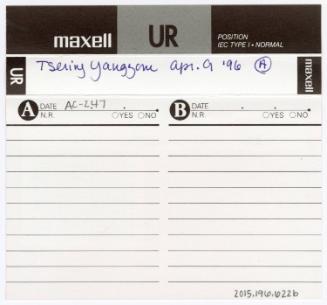 maxell UR POSITION
IEC TYPE I • NORMAL
UR Tsering Yangzom Apr. 9 '96 A maxell
A DATE AC-247 B DATE
N.R. YES NO N.R. YES NO
2015.196.622b